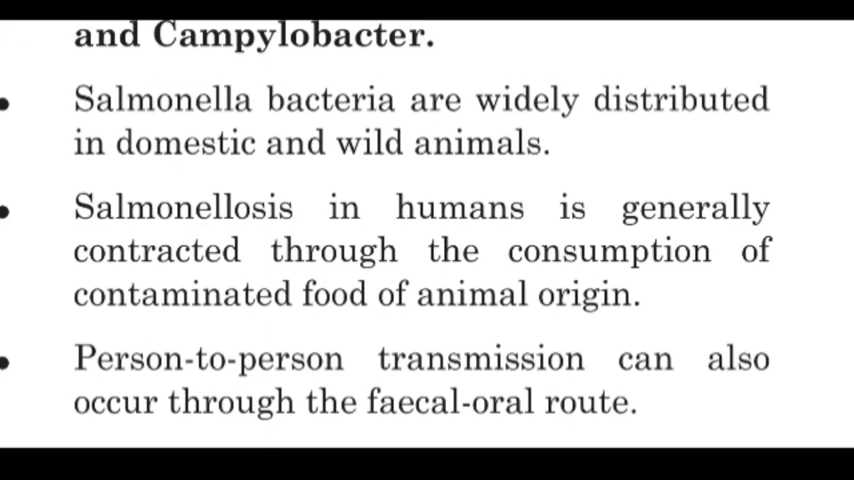 and Campylobacter.
• Salmonella bacteria are widely distributed
in domestic and wild animals.
• Salmonellosis in humans is generally
contracted through the consumption of
contaminated food of animal origin.
• Person-to-person transmission can also
occur through the faecal-oral route.